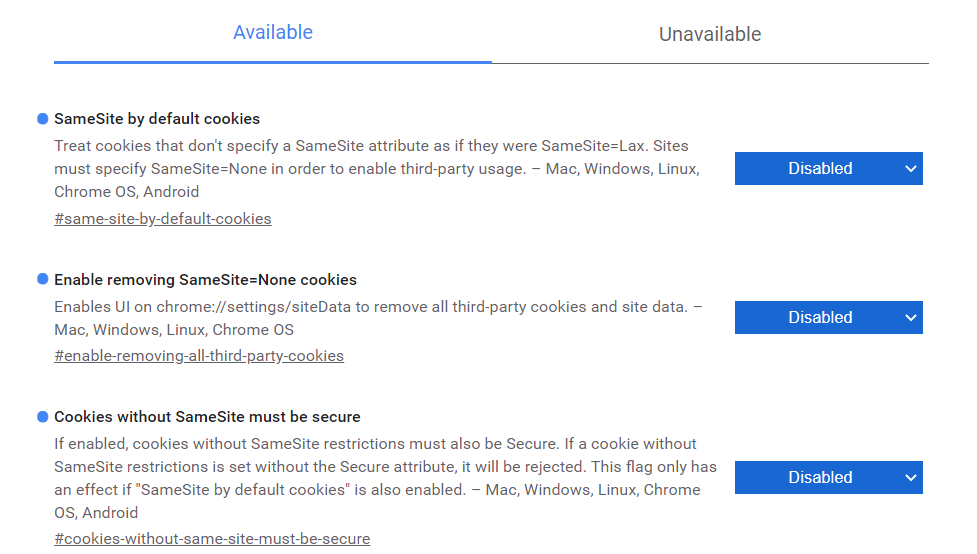 Available
Unavailable
SameSite by default cookies
Treat cookies that don't specify a SameSite attribute as if they were SameSite=Lax. Sites
must specify SameSite=None in order to enable third-party usage. – Mac, Windows, Linux,
Chrome OS, Android
#same-site-by-default-cookies
Disabled
Enable removing SameSite=None cookies
Enables UI on chrome://settings/siteData to remove all third-party cookies and site data. –
Mac, Windows, Linux, Chrome OS
#enable-removing-all-third-party-cookies
Disabled
Cookies without SameSite must be secure
If enabled, cookies without SameSite restrictions must also be Secure. If a cookie without
SameSite restrictions is set without the Secure attribute, it will be rejected. This flag only has
an effect if "SameSite by default cookies" is also enabled. – Mac, Windows, Linux, Chrome
OS, Android
#cookies-without-same-site-must-be-secure
Disabled